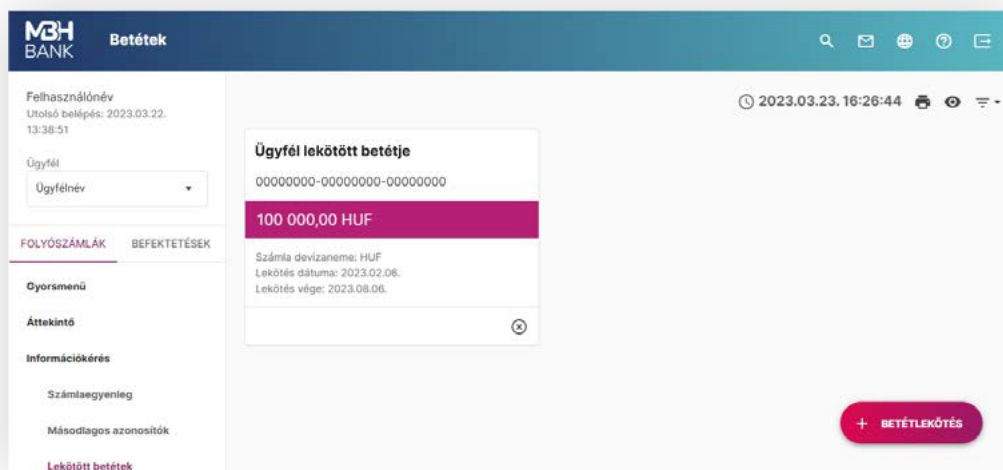 MBH
BANK
Betétek
Felhasználónév
Utolsó belépés: 2023.03.22.
13:38:51
Ügyfél
Ügyfélnév
FOLYÓSZÁMLÁK BEFEKTETÉSEK
Gyorsmenü
Áttekintő
Információkérés
Számlaegyenleg
Másodlagos azonosítók
Lekötött betétek
2023.03.23. 16:26:44
Ügyfél lekötött betétje
00000000-00000000-00000000
100 000,00 HUF
Számla devizaneme: HUF
Lekötés dátuma: 2023.02.06.
Lekötés vége: 2023.08.06.
+ BETÉTLEKÖTÉS